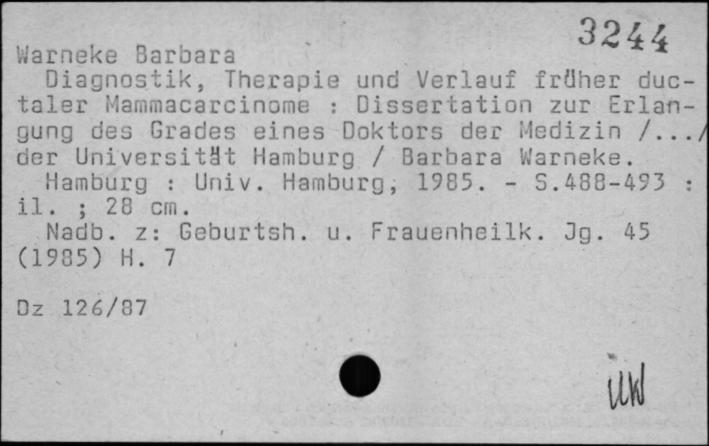 3244
Warneke Barbara
Diagnostik, Therapie und Verlauf früher duc-
taler Mammacarcinome : Dissertation zur Erlan-
gung des Grades eines Doktors der Medizin /.../
der Universität Hamburg / Barbara Warneke.
Hamburg : Univ. Hamburg, 1985. - S.488-493 :
il. ; 28 cm.
Nadb. z: Geburtsh. u. Frauenheilk. Jg. 45
(1985) H. 7
Dz 126/87
UW